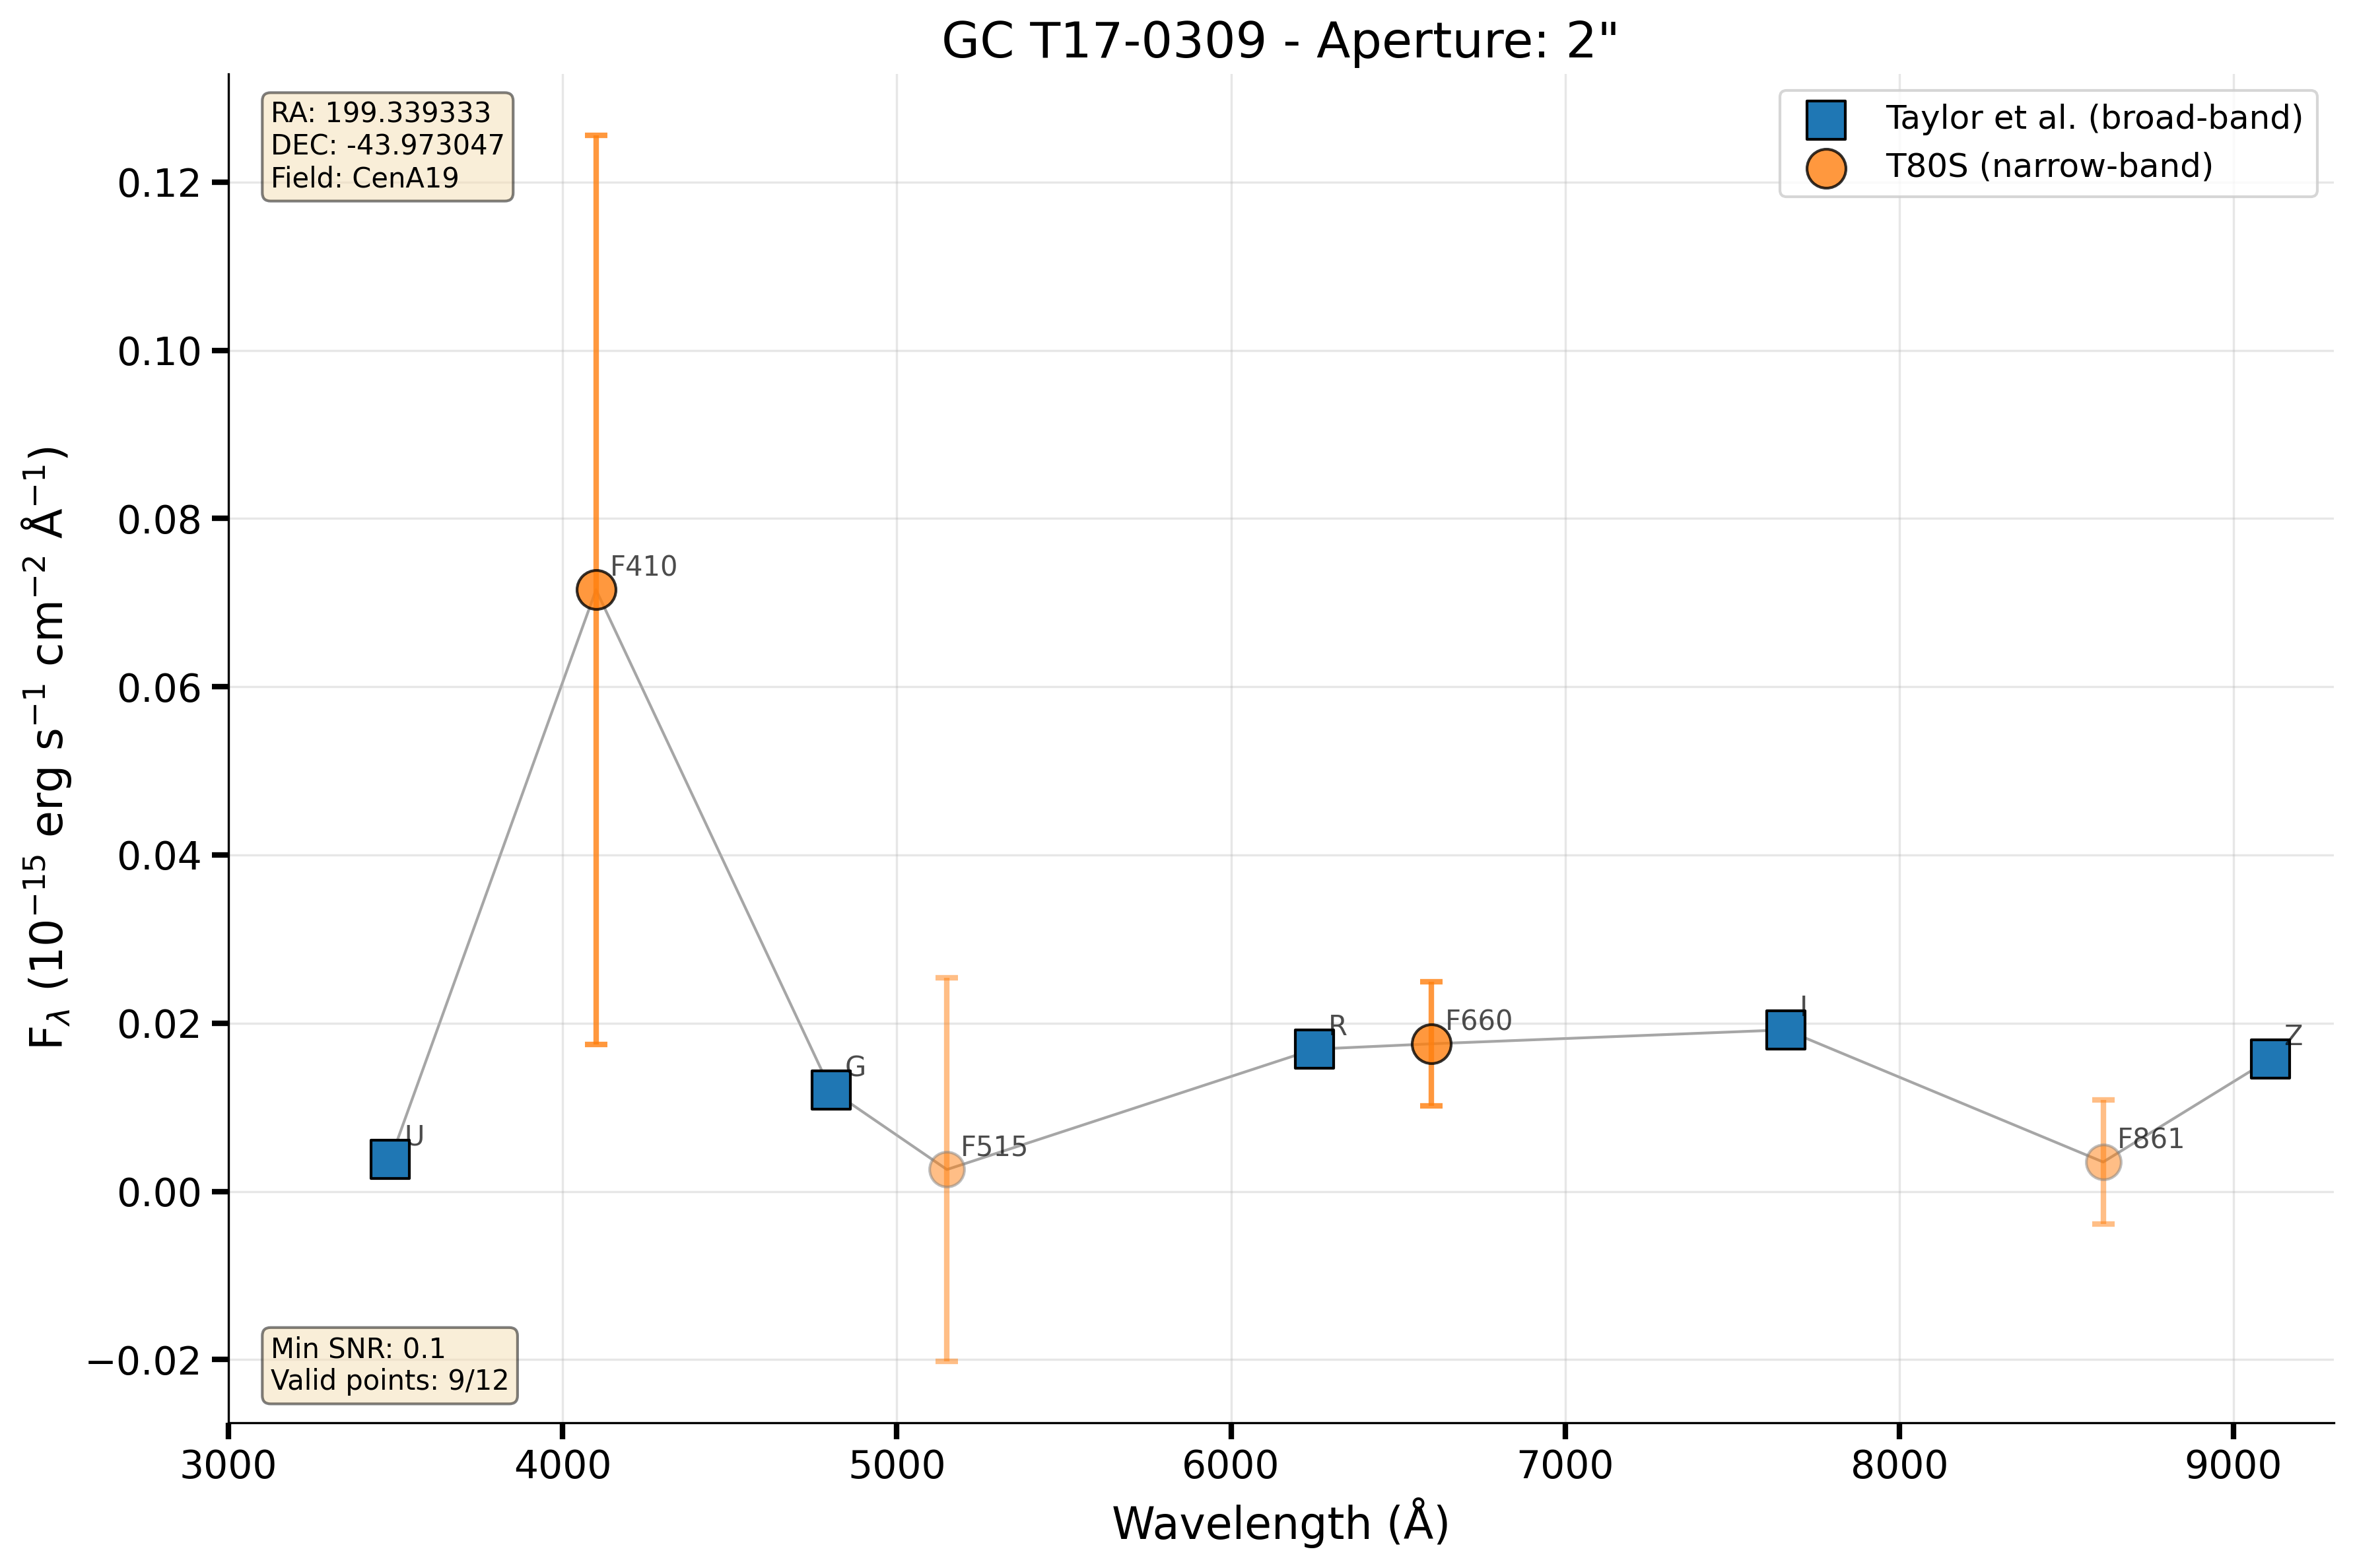 GC T17-0309 - Aperture: 2"
RA: 199.339333
DEC: -43.973047
Field: CenA19
Taylor et al. (broad-band)
T80S (narrow-band)
0.12
0.10
0.08
0.06
0.04
0.02
0.00
−0.02
F$_\lambda$ (10$^{-15}$ erg s$^{-1}$ cm$^{-2}$ Å$^{-1}$)
U
F410
G
F515
R
F660
I
F861
Z
Min SNR: 0.1
Valid points: 9/12
3000 4000 5000 6000 7000 8000 9000
Wavelength (Å)